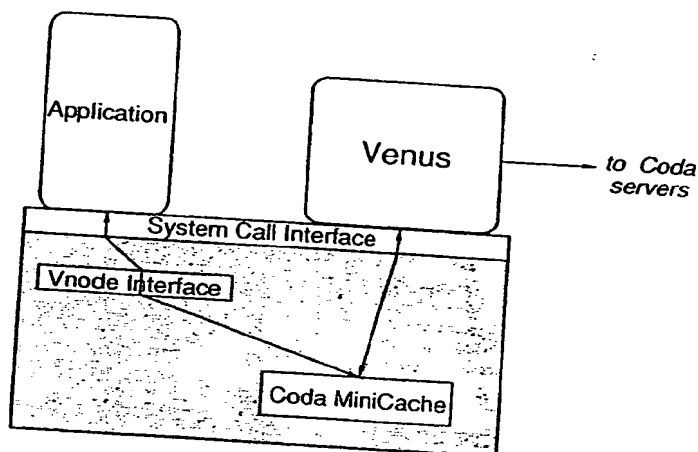 Application
Venus
to Coda
servers
System Call Interface
Vnode Interface
Coda MiniCache